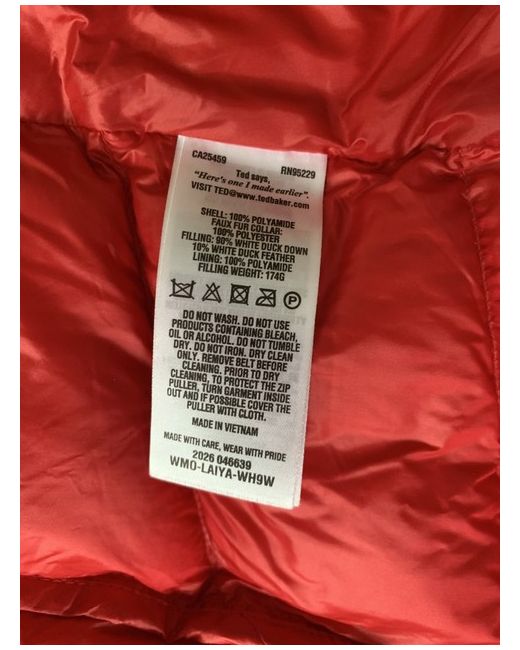 CA25459 RN95229
Ted says,
"Here's one I made earlier".
VISIT TED@www.tedbaker.com
SHELL: 100% POLYAMIDE
FAUX FUR COLLAR:
100% POLYESTER
FILLING: 90% WHITE DUCK DOWN
10% WHITE DUCK FEATHER
LINING: 100% POLYAMIDE
FILLING WEIGHT: 174G
P
DO NOT WASH. DO NOT USE
PRODUCTS CONTAINING BLEACH,
OIL OR ALCOHOL. DO NOT TUMBLE
DRY. DO NOT IRON. DRY CLEAN
ONLY. REMOVE BELT BEFORE
CLEANING. PRIOR TO DRY
CLEANING, TO PROTECT THE ZIP
PULLER, TURN GARMENT INSIDE
OUT AND IF POSSIBLE COVER THE
PULLER WITH CLOTH.
MADE IN VIETNAM
MADE WITH CARE, WEAR WITH PRIDE
2026 046639
WMO-LAIYA-WH9W